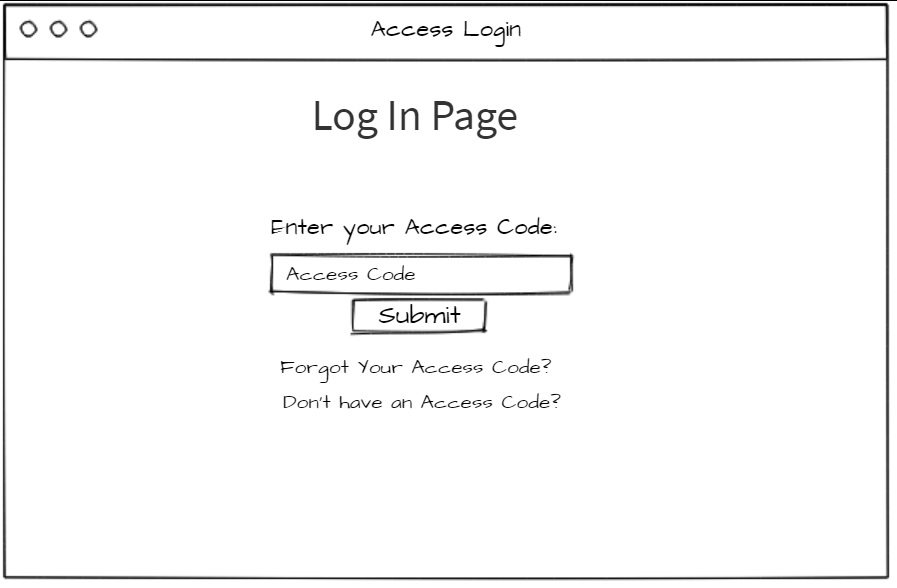 Access Login
Log In Page
Enter your Access Code:
Access Code
Submit
Forgot Your Access Code?
Don't have an Access Code?